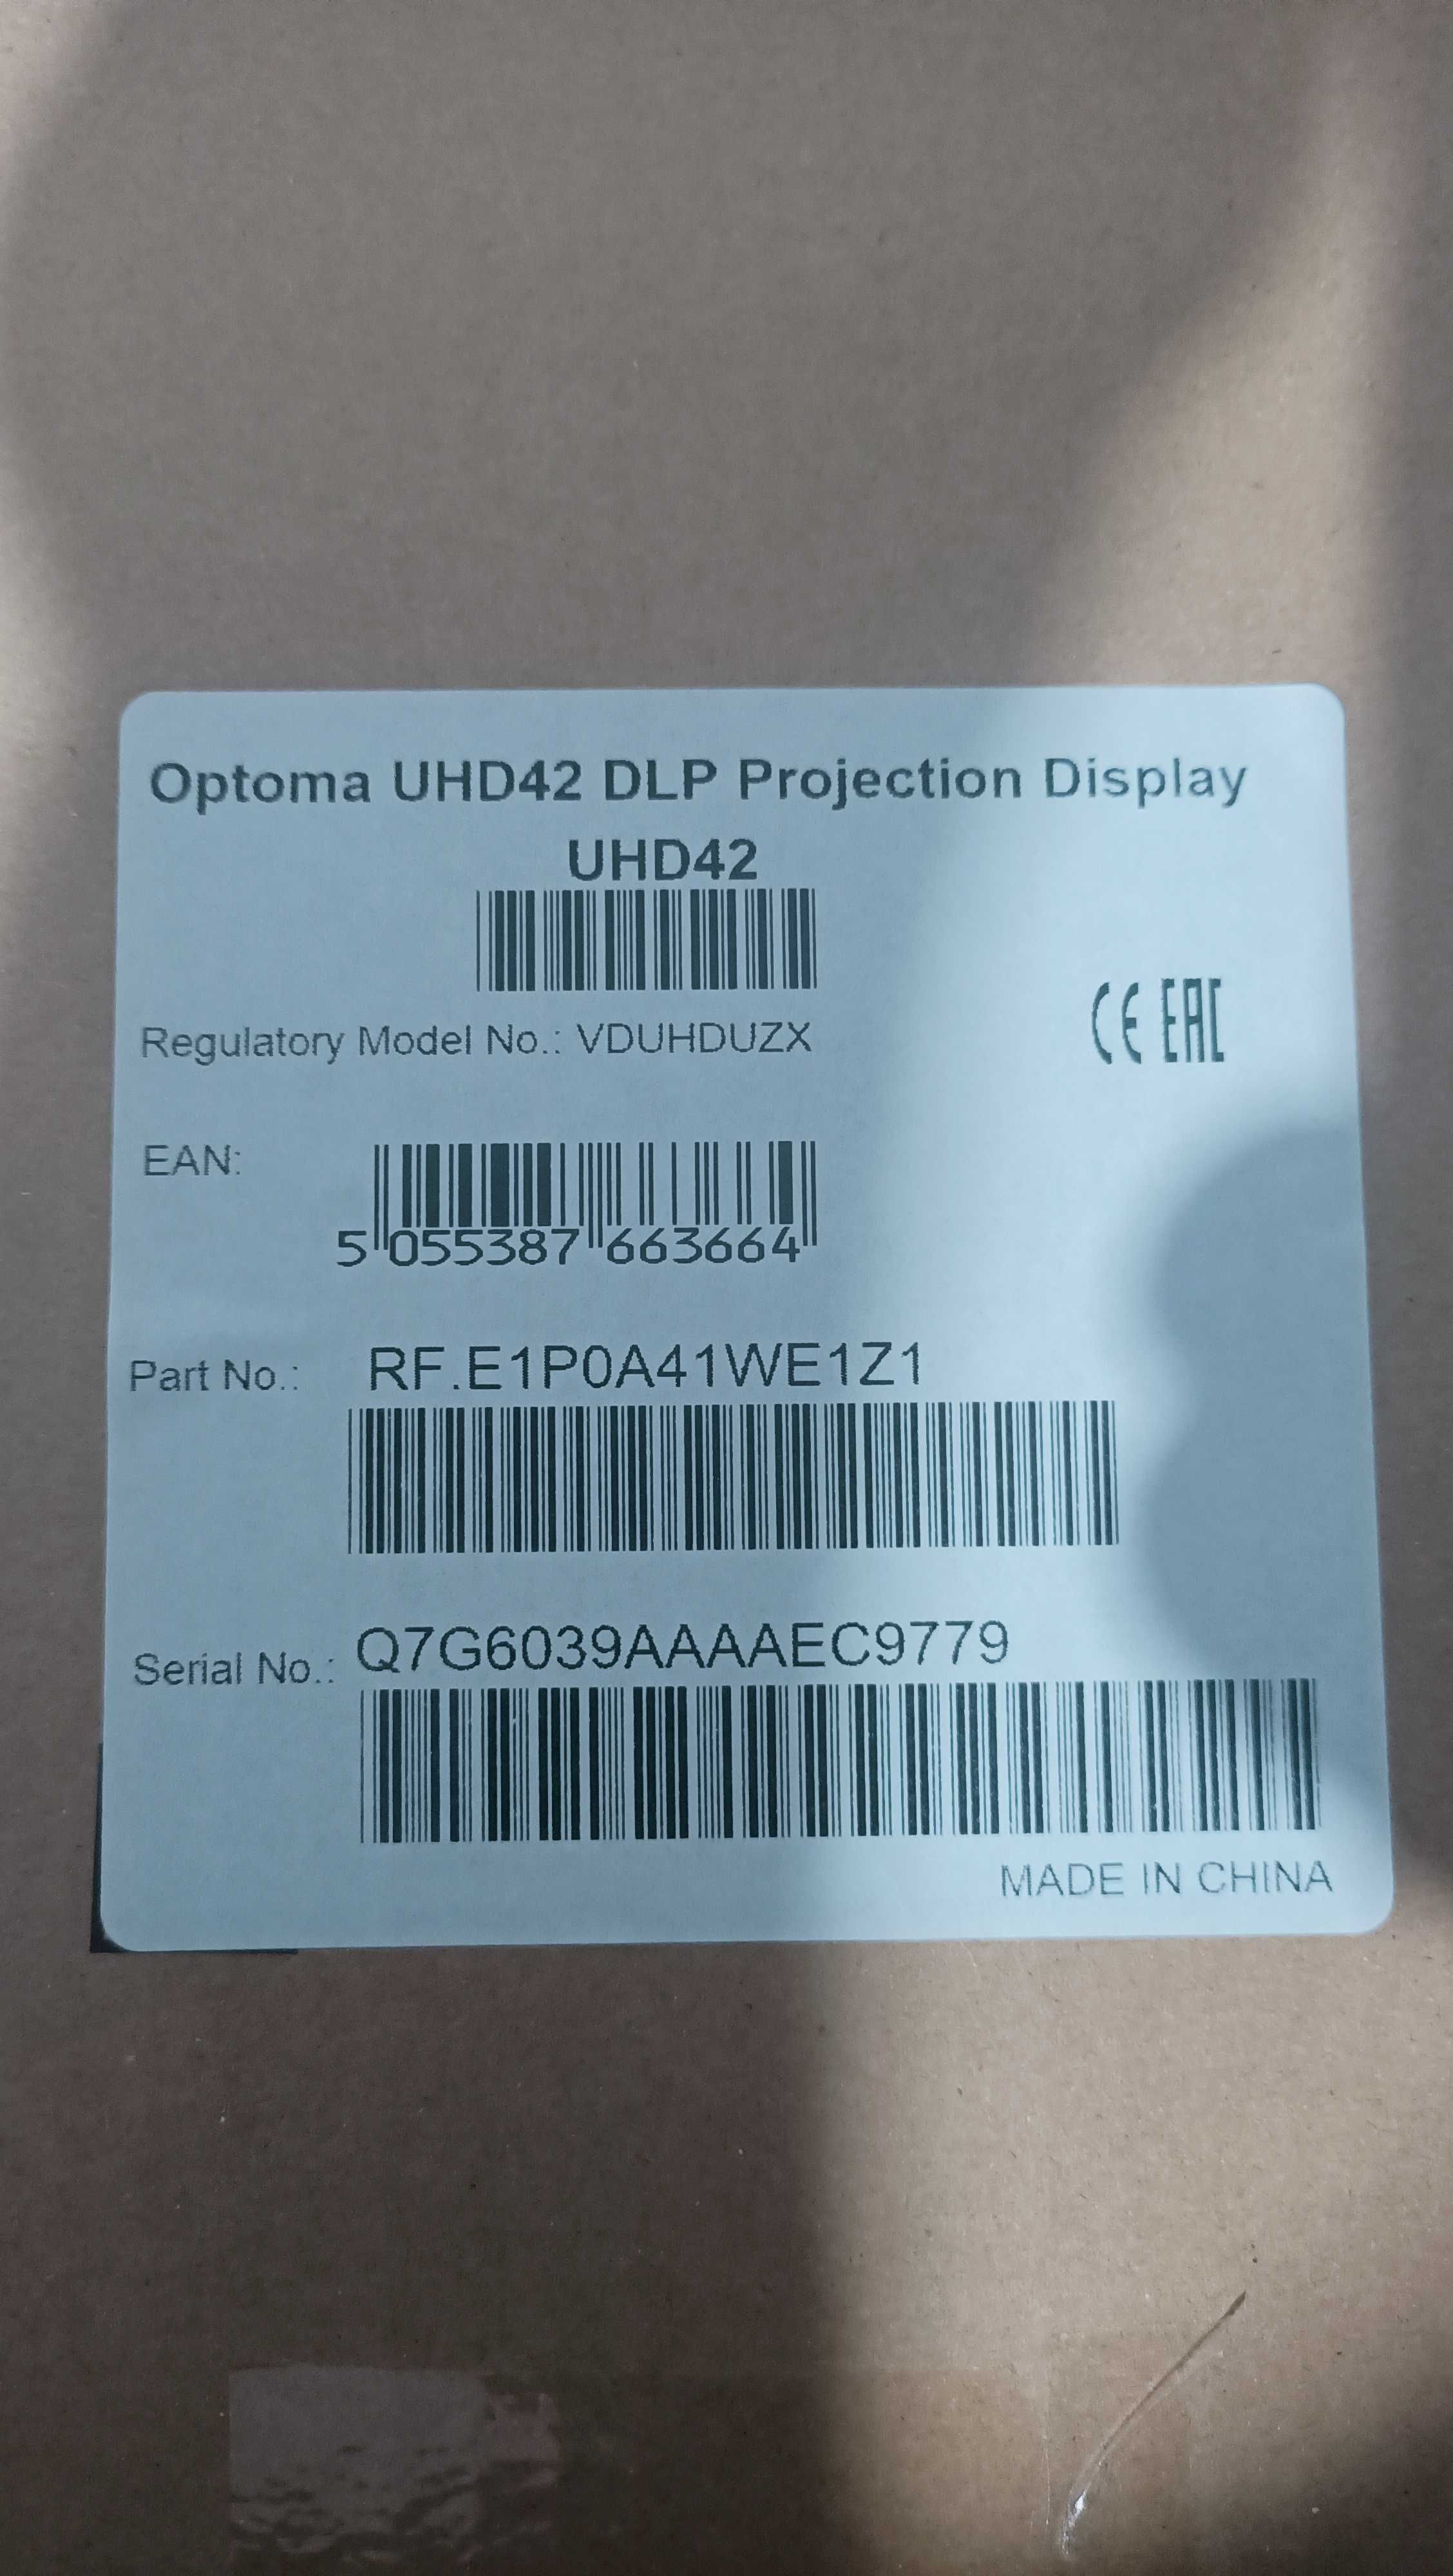 Optoma UHD42 DLP Projection Display
UHD42
Regulatory Model No.: VDUHDUZX
CE EAC
EAN:
5 055387 663664
Part No.: RF.E1P0A41WE1Z1
Serial No.: Q7G6039AAAAEC9779
MADE IN CHINA